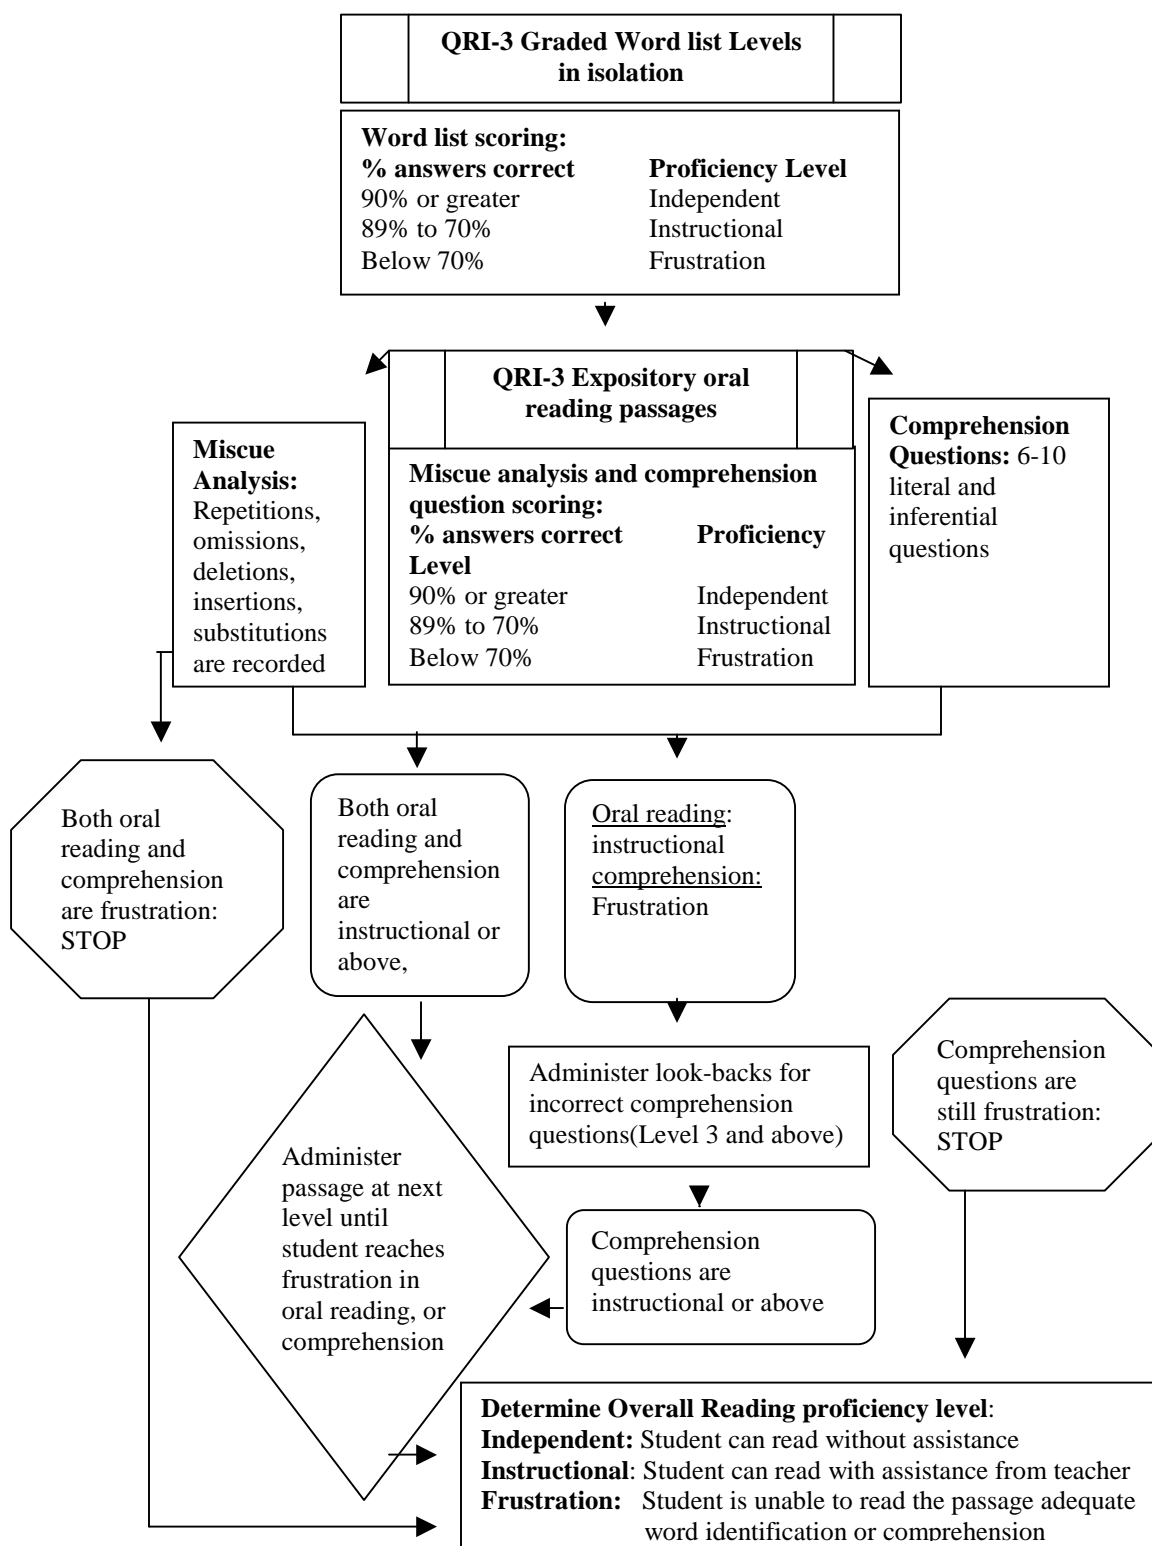 QRI-3 Graded Word list Levels
in isolation
Word list scoring:
% answers correct Proficiency Level
90% or greater Independent
89% to 70% Instructional
Below 70% Frustration
QRI-3 Expository oral
reading passages
Miscue
Analysis:
Repetitions,
omissions,
deletions,
insertions,
substitutions
are recorded
Miscue analysis and comprehension
question scoring:
% answers correct Proficiency
Level
90% or greater Independent
89% to 70% Instructional
Below 70% Frustration
Comprehension
Questions: 6-10
literal and
inferential
questions
Both oral
reading and
comprehension
are frustration:
STOP
Both oral
reading and
comprehension
are
instructional or
above,
Oral reading:
instructional
comprehension:
Frustration
Administer look-backs for
incorrect comprehension
questions(Level 3 and above)
Comprehension
questions are
still frustration:
STOP
Administer
passage at next
level until
student reaches
frustration in
oral reading, or
comprehension
Comprehension
questions are
instructional or above
Determine Overall Reading proficiency level:
Independent: Student can read without assistance
Instructional: Student can read with assistance from teacher
Frustration: Student is unable to read the passage adequate
word identification or comprehension